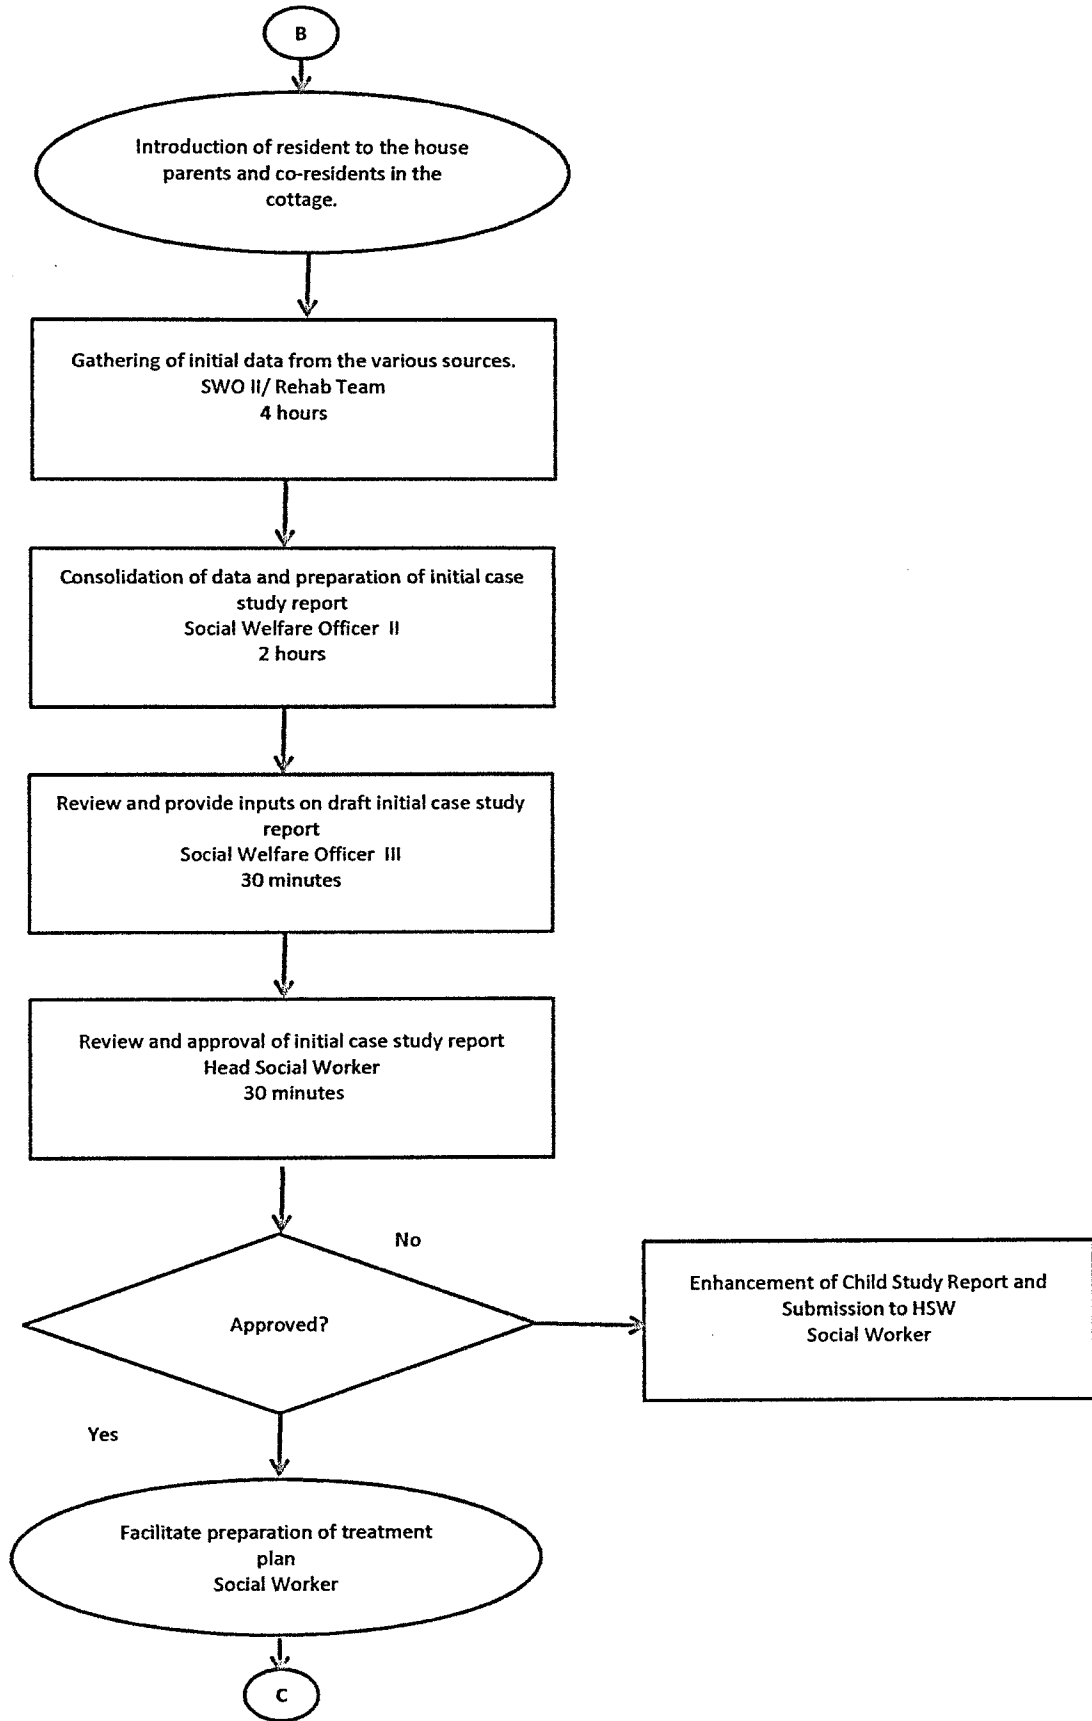 B
Introduction of resident to the house
parents and co-residents in the
cottage.
Gathering of initial data from the various sources.
SWO II/ Rehab Team
4 hours
Consolidation of data and preparation of initial case
study report
Social Welfare Officer II
2 hours
Review and provide inputs on draft initial case study
report
Social Welfare Officer III
30 minutes
Review and approval of initial case study report
Head Social Worker
30 minutes
No
Approved?
Enhancement of Child Study Report and
Submission to HSW
Social Worker
Yes
Facilitate preparation of treatment
plan
Social Worker
C